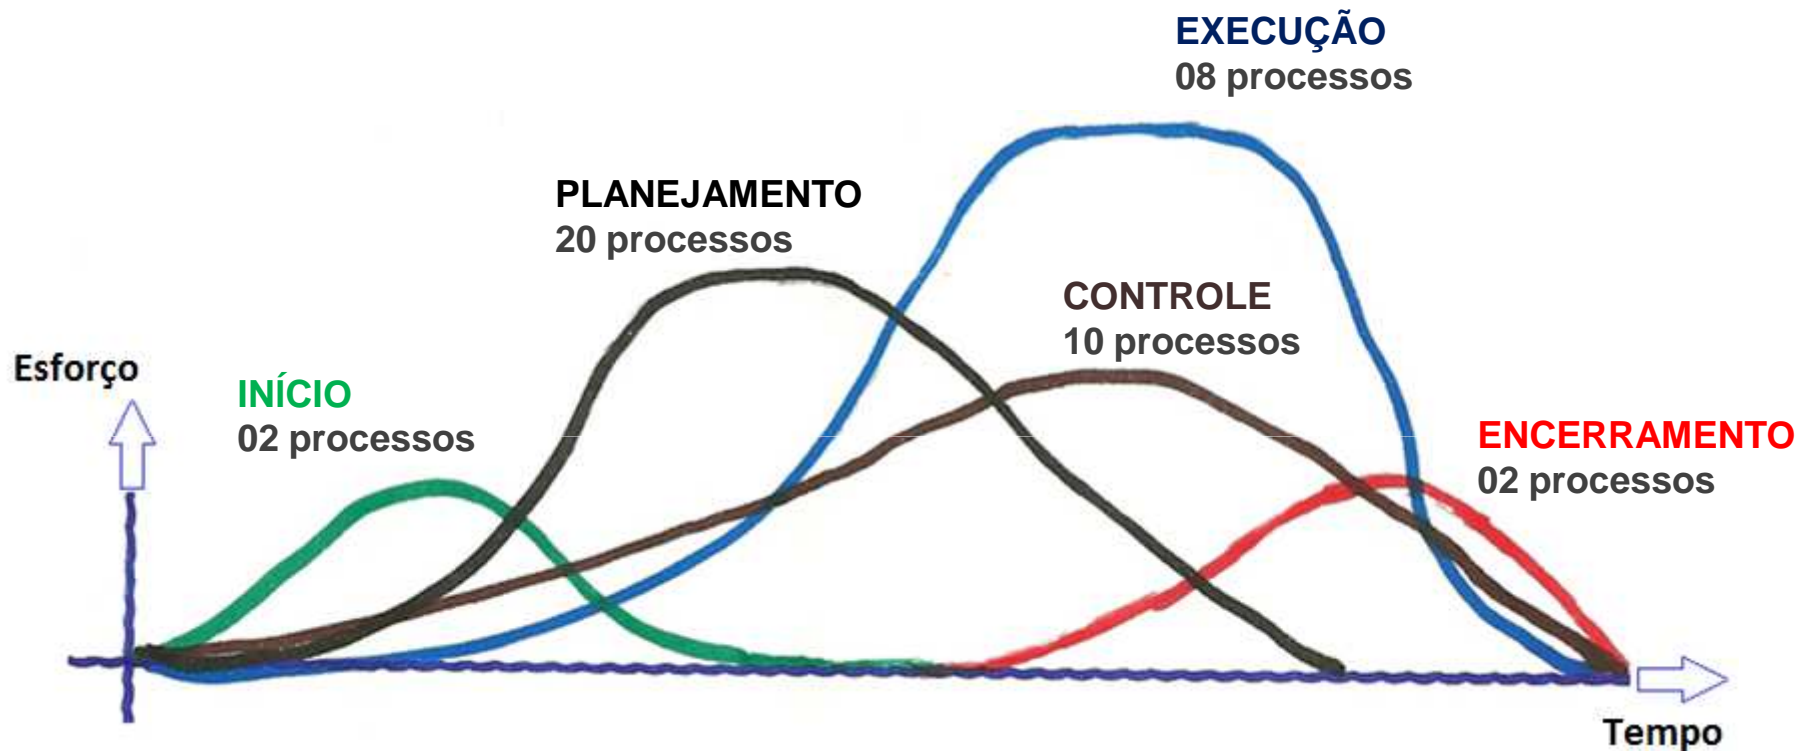 EXECUÇÃO
08 processos
PLANEJAMENTO
20 processos
CONTROLE
10 processos
Esforço
INÍCIO
02 processos
ENCERRAMENTO
02 processos
Tempo